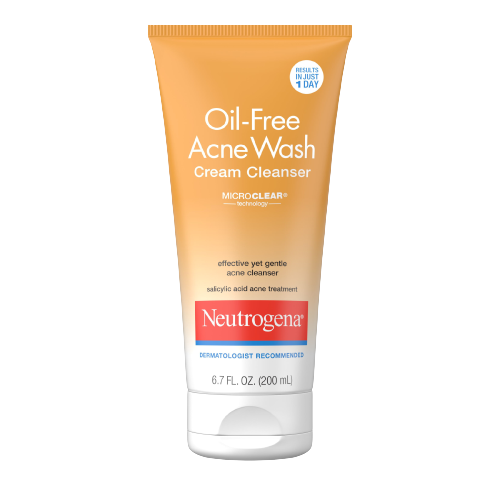 RESULTS
IN JUST
1 DAY
Oil-Free
Acne Wash
Cream Cleanser
MICROCLEAR®
technology
effective yet gentle
acne cleanser
salicylic acid acne treatment
Neutrogena®
DERMATOLOGIST RECOMMENDED
6.7 FL. OZ. (200 mL)